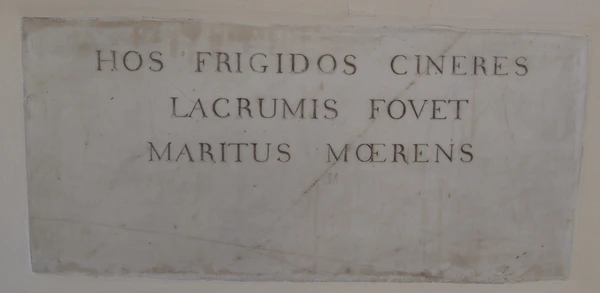 HOS FRIGIDOS CINERES
LACRUMIS FOVET
MARITUS MŒRENS